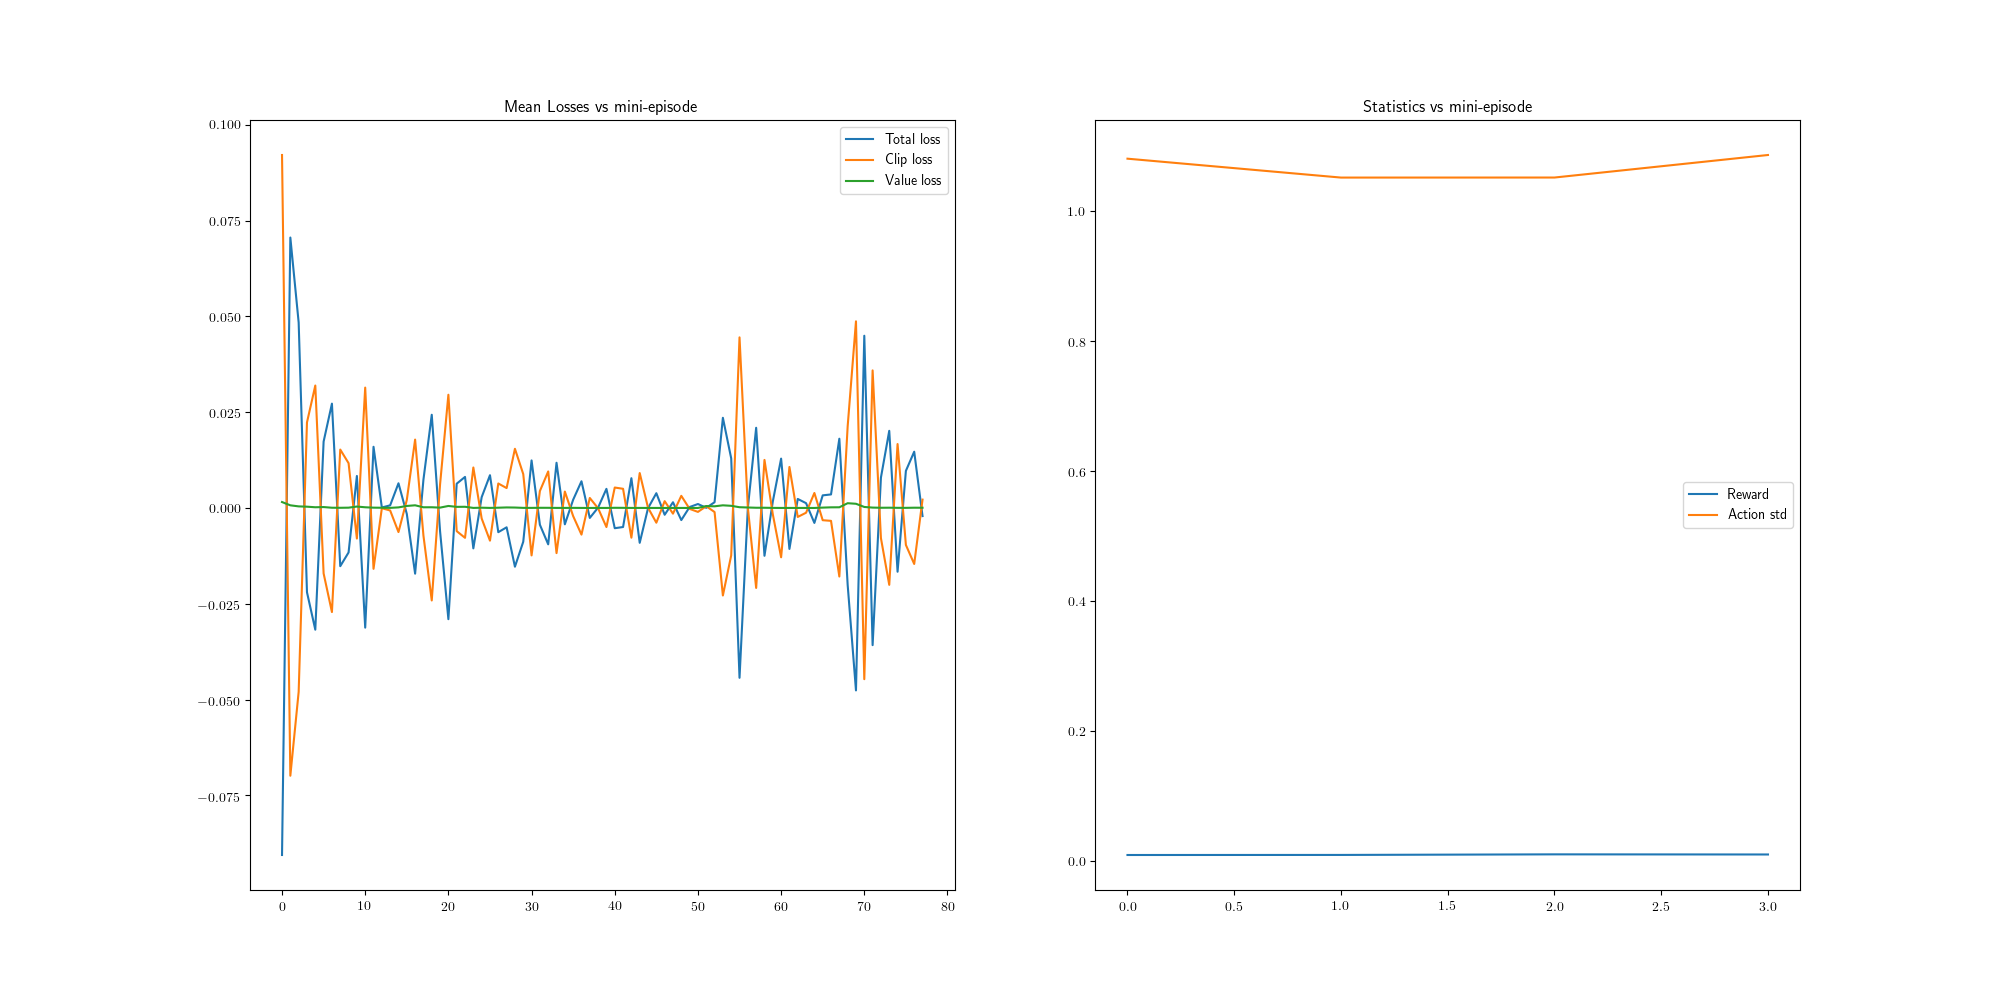 Mean Losses vs mini-episode
0.100
0.075
0.050
0.025
0.000
−0.025
−0.050
−0.075
0 10 20 30 40 50 60 70 80
Total loss
Clip loss
Value loss
Statistics vs mini-episode
1.0
0.8
0.6
0.4
0.2
0.0
0.0 0.5 1.0 1.5 2.0 2.5 3.0
Reward
Action std